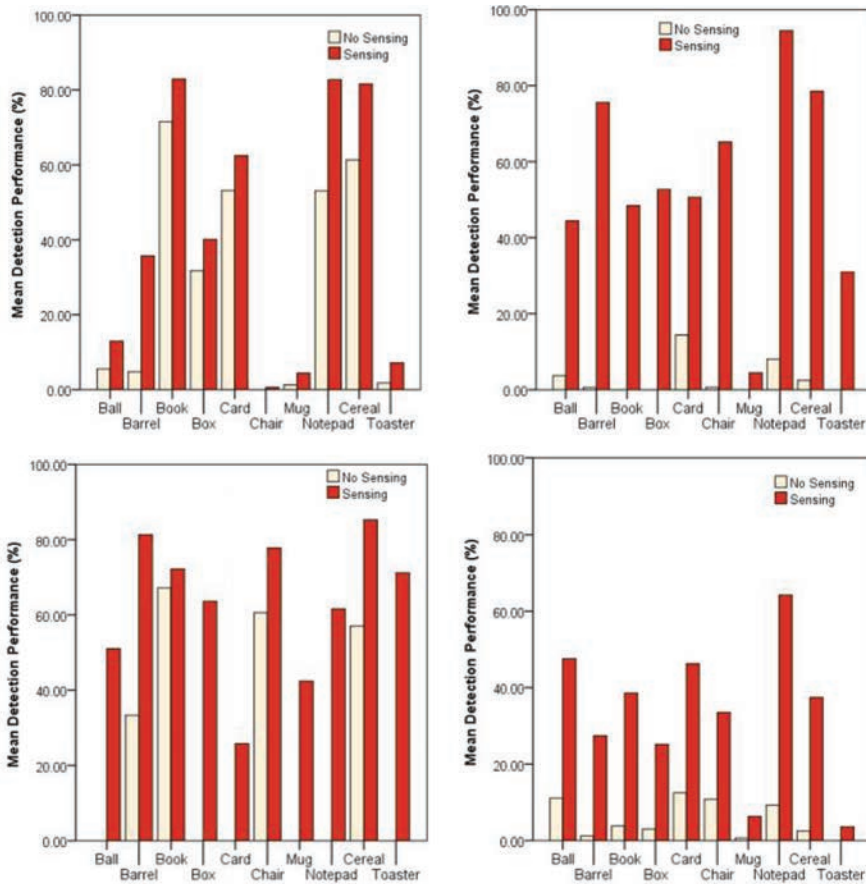 100.00
80.00
60.00
40.00
20.00
0.00
Mean Detection Performance (%)
No Sensing
Sensing
Ball
Book
Card
Mug
Cereal
Barrel
Box
Chair
Notepad
Toaster
100.00
80.00
60.00
40.00
20.00
0.00
Mean Detection Performance (%)
No Sensing
Sensing
Ball
Book
Card
Mug
Cereal
Barrel
Box
Chair
Notepad
Toaster
100.00
80.00
60.00
40.00
20.00
0.00
Mean Detection Performance (%)
No Sensing
Sensing
Ball
Book
Card
Mug
Cereal
Barrel
Box
Chair
Notepad
Toaster
100.00
80.00
60.00
40.00
20.00
0.00
Mean Detection Performance (%)
No Sensing
Sensing
Ball
Book
Card
Mug
Cereal
Barrel
Box
Chair
Notepad
Toaster